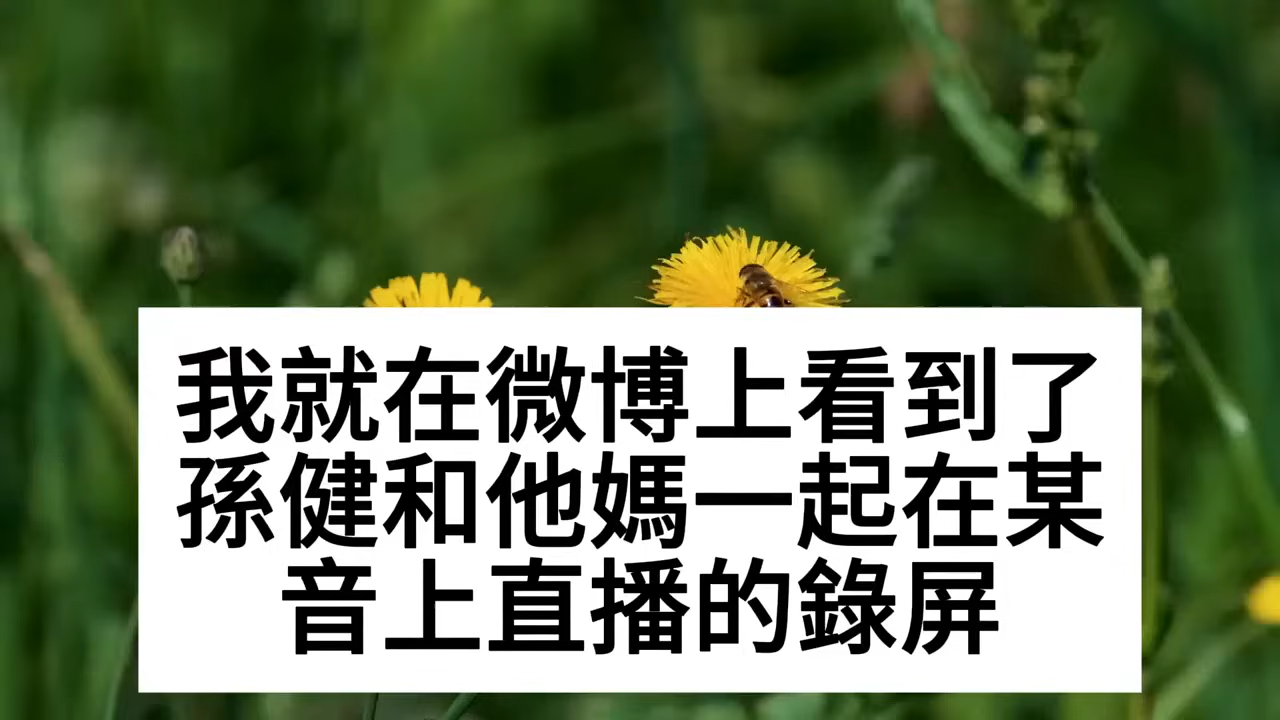 我就在微博上看到了
孫健和他媽一起在某
音上直播的錄屏